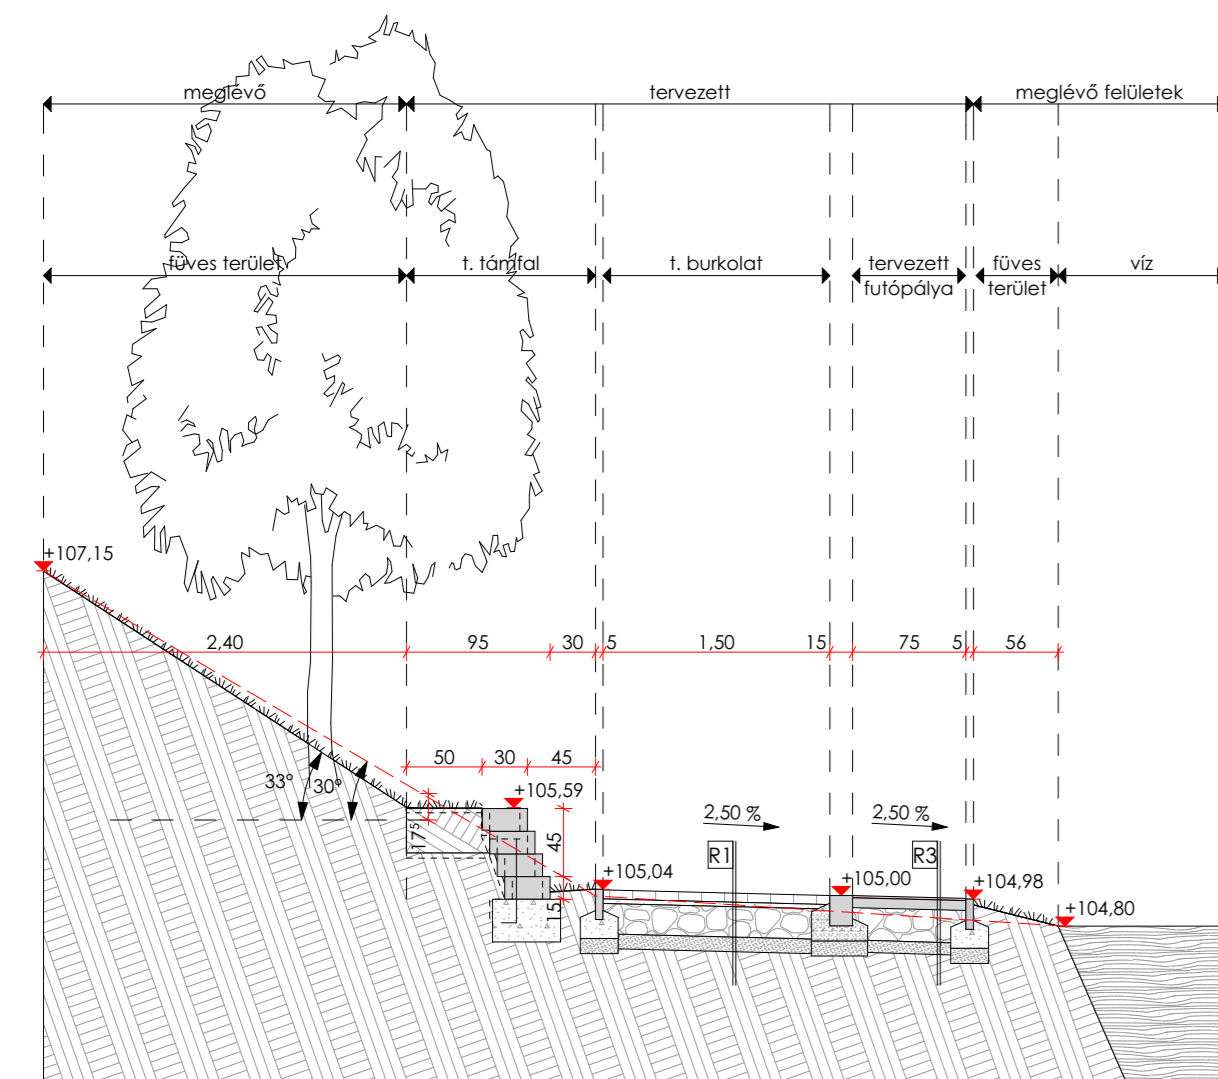 meglévő
tervezett
meglévő felületek
füves terület
t. támfal
t. burkolat
tervezett
futópálya
füves
terület
víz
+107,15
2,40
95
30
5
1,50
15
75
5
56
50
30
45
33°
30°
+105,59
17⁵
45
15
2,50 %
2,50 %
R1
R3
+105,04
+105,00
+104,98
+104,80